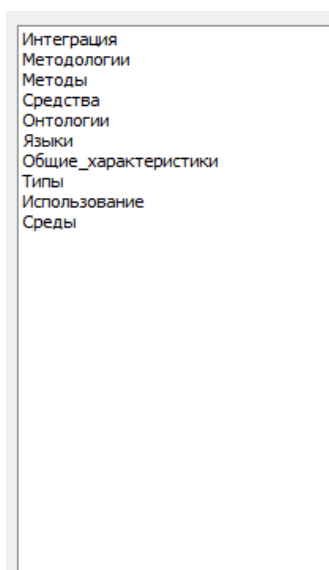 Интеграция
Методологии
Методы
Средства
Онтологии
Языки
Общие_характеристики
Типы
Использование
Среды